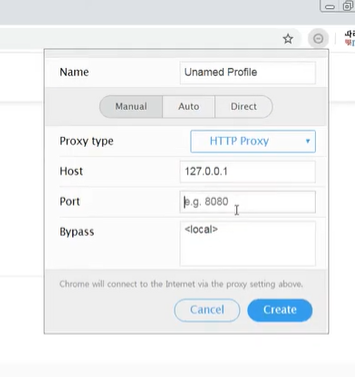 Name
Unamed Profile
Manual Auto Direct
Proxy type
HTTP Proxy
Host
127.0.0.1
Port
e.g. 8080
Bypass
<local>
Chrome will connect to the Internet via the proxy setting above.
Cancel Create